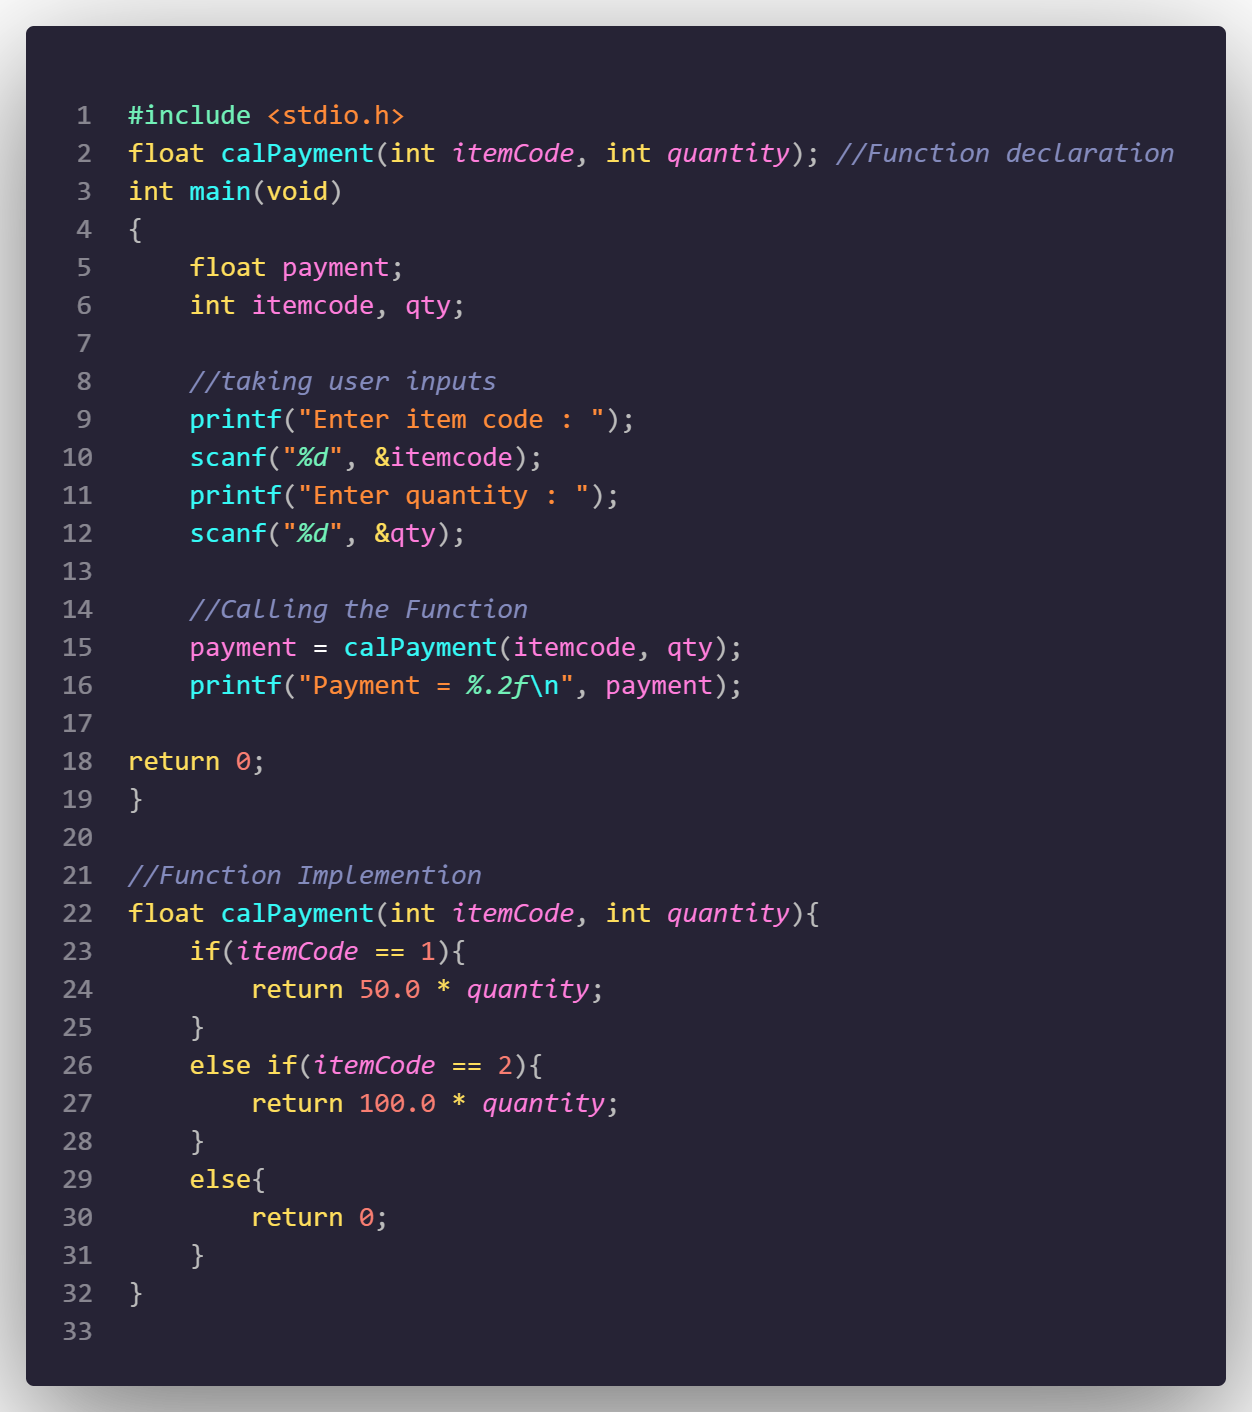 1 #include <stdio.h>
2 float calPayment(int itemCode, int quantity); //Function declaration
3 int main(void)
4 {
5     float payment;
6     int itemcode, qty;
7
8     //taking user inputs
9     printf("Enter item code : ");
10     scanf("%d", &itemcode);
11     printf("Enter quantity : ");
12     scanf("%d", &qty);
13
14     //Calling the Function
15     payment = calPayment(itemcode, qty);
16     printf("Payment = %.2f\n", payment);
17
18 return 0;
19 }
20
21 //Function Implemention
22 float calPayment(int itemCode, int quantity){
23     if(itemCode == 1){
24         return 50.0 * quantity;
25     }
26     else if(itemCode == 2){
27         return 100.0 * quantity;
28     }
29     else{
30         return 0;
31     }
32 }
33